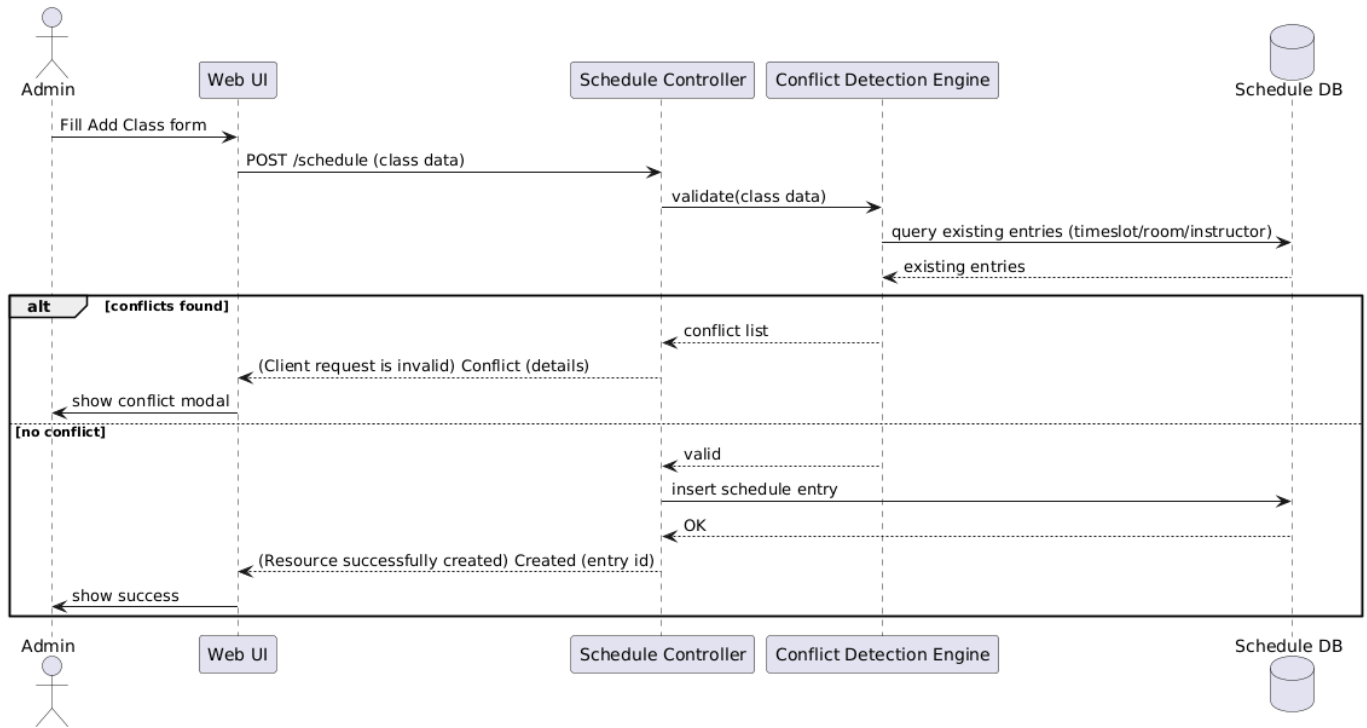 Admin
Web UI
Schedule Controller
Conflict Detection Engine
Schedule DB
Fill Add Class form
POST /schedule (class data)
validate(class data)
query existing entries (timeslot/room/instructor)
existing entries
alt [conflicts found]
conflict list
(Client request is invalid) Conflict (details)
show conflict modal
[no conflict]
valid
insert schedule entry
OK
(Resource successfully created) Created (entry id)
show success
Admin
Web UI
Schedule Controller
Conflict Detection Engine
Schedule DB